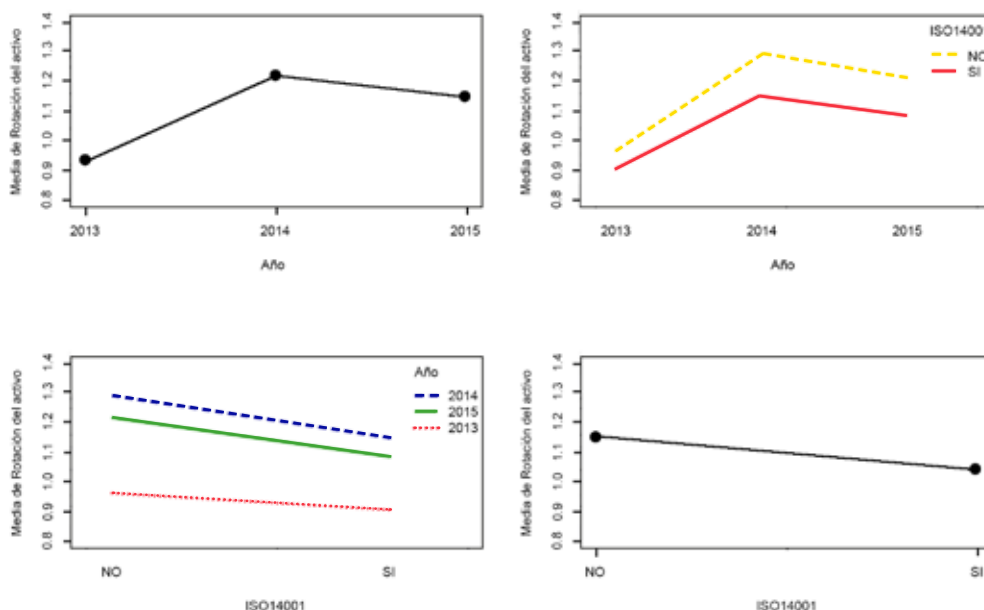 Media de Rotación del activo
1.4
1.3
1.2
1.1
1.0
0.9
0.8
2013 2014 2015
Año
Media de Rotación del activo
1.4
1.3
1.2
1.1
1.0
0.9
0.8
ISO14001
NO
SI
2013 2014 2015
Año
Media de Rotación del activo
1.4
1.3
1.2
1.1
1.0
0.9
0.8
Año
2014
2015
2013
NO SI
ISO14001
Media de Rotación del activo
1.4
1.3
1.2
1.1
1.0
0.9
0.8
NO SI
ISO14001